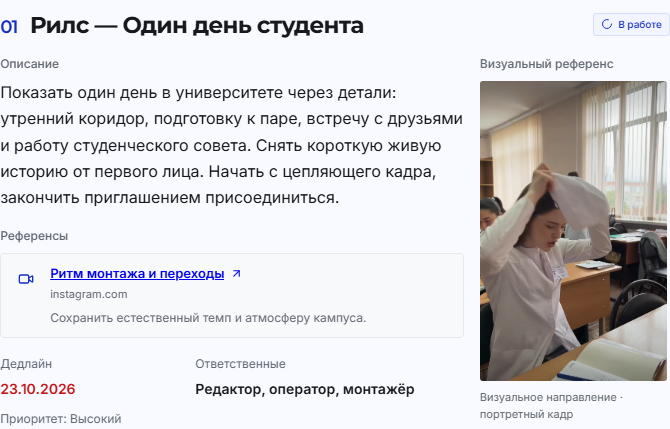 01 Рилс — Один день студента
В работе
Описание
Показать один день в университете через детали:
утренний коридор, подготовку к паре, встречу с друзьями
и работу студенческого совета. Снять короткую живую
историю от первого лица. Начать с цепляющего кадра,
закончить приглашением присоединиться.
Референсы
Ритм монтажа и переходы
instagram.com
Сохранить естественный темп и атмосферу кампуса.
Дедлайн
23.10.2026
Ответственные
Редактор, оператор, монтажёр
Приоритет: Высокий
Визуальный референс
Визуальное направление ·
портретный кадр